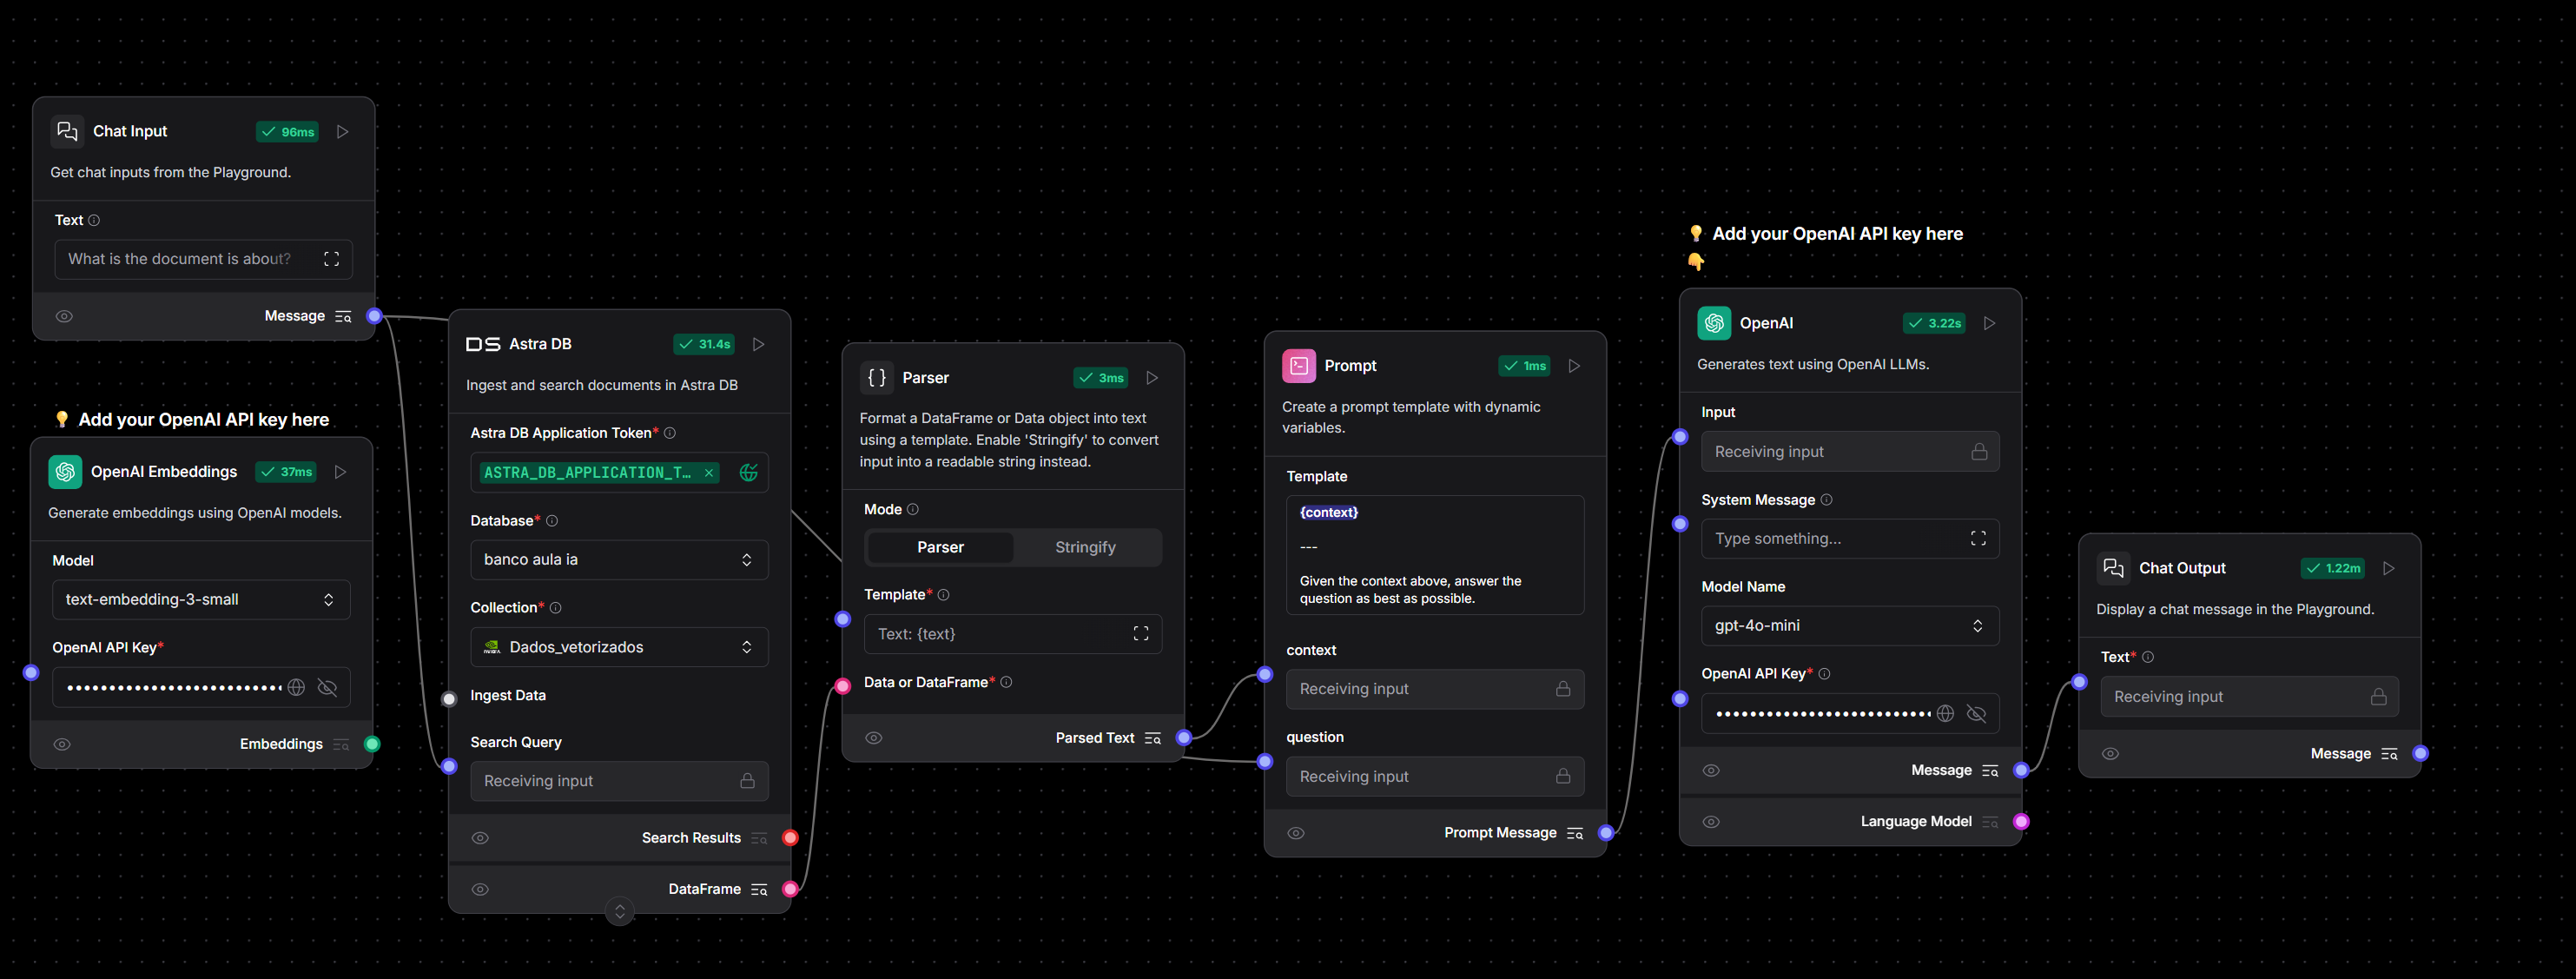 Chat Input
96ms
Get chat inputs from the Playground.
Text
What is the document is about?
Message
💡 Add your OpenAI API key here
OpenAI Embeddings
37ms
Generate embeddings using OpenAI models.
Model
text-embedding-3-small
OpenAI API Key*
••••••••••••••••••••••••
Embeddings
DS Astra DB
31.4s
Ingest and search documents in Astra DB
Astra DB Application Token*
ASTRA_DB_APPLICATION_T...
Database*
banco aula ia
Collection*
Dados_vetorizados
Ingest Data
Search Query
Receiving input
Search Results
DataFrame
{ } Parser
3ms
Format a DataFrame or Data object into text
using a template. Enable 'Stringify' to convert
input into a readable string instead.
Mode
Parser
Stringify
Template*
Text: {text}
Data or DataFrame*
Parsed Text
Prompt
1ms
Create a prompt template with dynamic
variables.
Template
{context}
---
Given the context above, answer the
question as best as possible.
context
Receiving input
question
Receiving input
Prompt Message
💡 Add your OpenAI API key here
👇
OpenAI
3.22s
Generates text using OpenAI LLMs.
Input
Receiving input
System Message
Type something...
Model Name
gpt-4o-mini
OpenAI API Key*
••••••••••••••••••••••••
Message
Language Model
Chat Output
1.22m
Display a chat message in the Playground.
Text*
Receiving input
Message